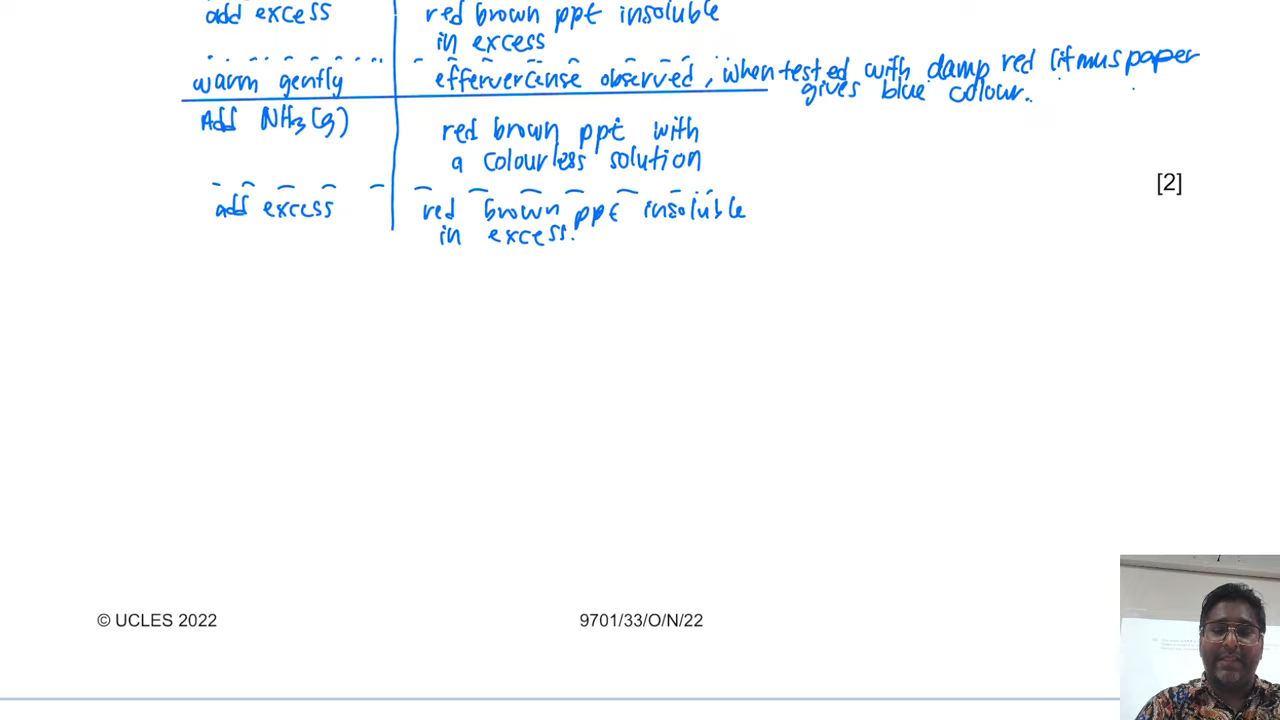 add excess red brown ppt insoluble
in excess
warm gently effervercense observed, when tested with damp red litmus paper
gives blue colour.
Add NH3(g) red brown ppt with
a colourless solution
[2]
add excess red brown ppt insoluble
in excess.
© UCLES 2022 9701/33/O/N/22